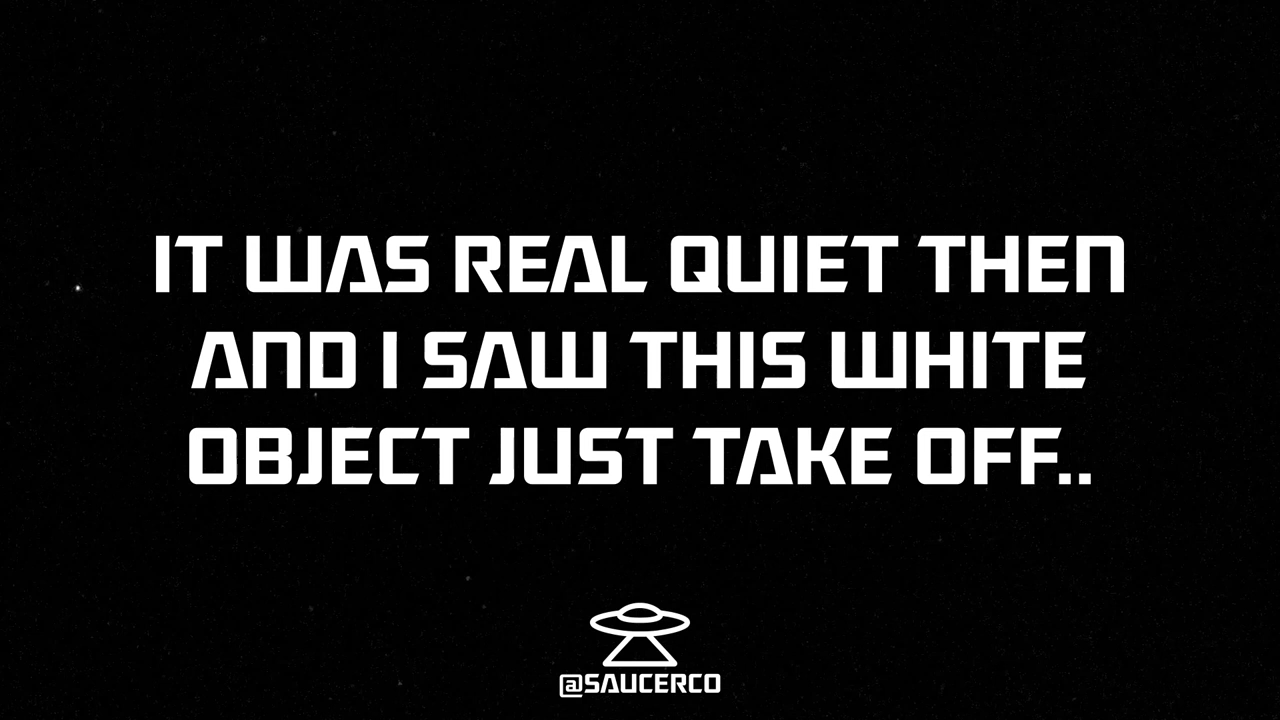 IT WAS REAL QUIET THEN
AND I SAW THIS WHITE
OBJECT JUST TAKE OFF..
@SAUCERCO